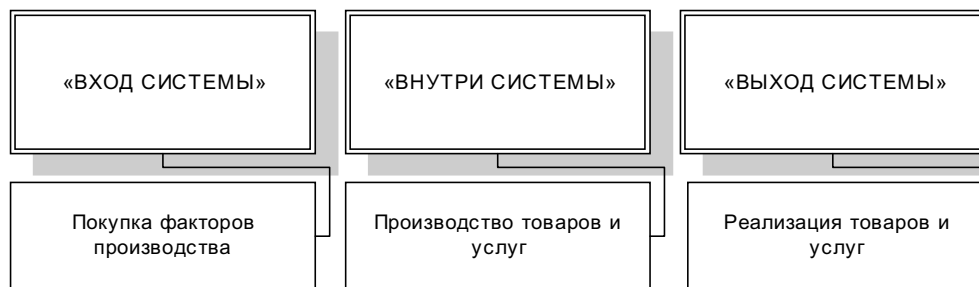 «ВХОД СИСТЕМЫ»
«ВНУТРИ СИСТЕМЫ»
«ВЫХОД СИСТЕМЫ»
Покупка факторов
производства
Производство товаров и
услуг
Реализация товаров и
услуг